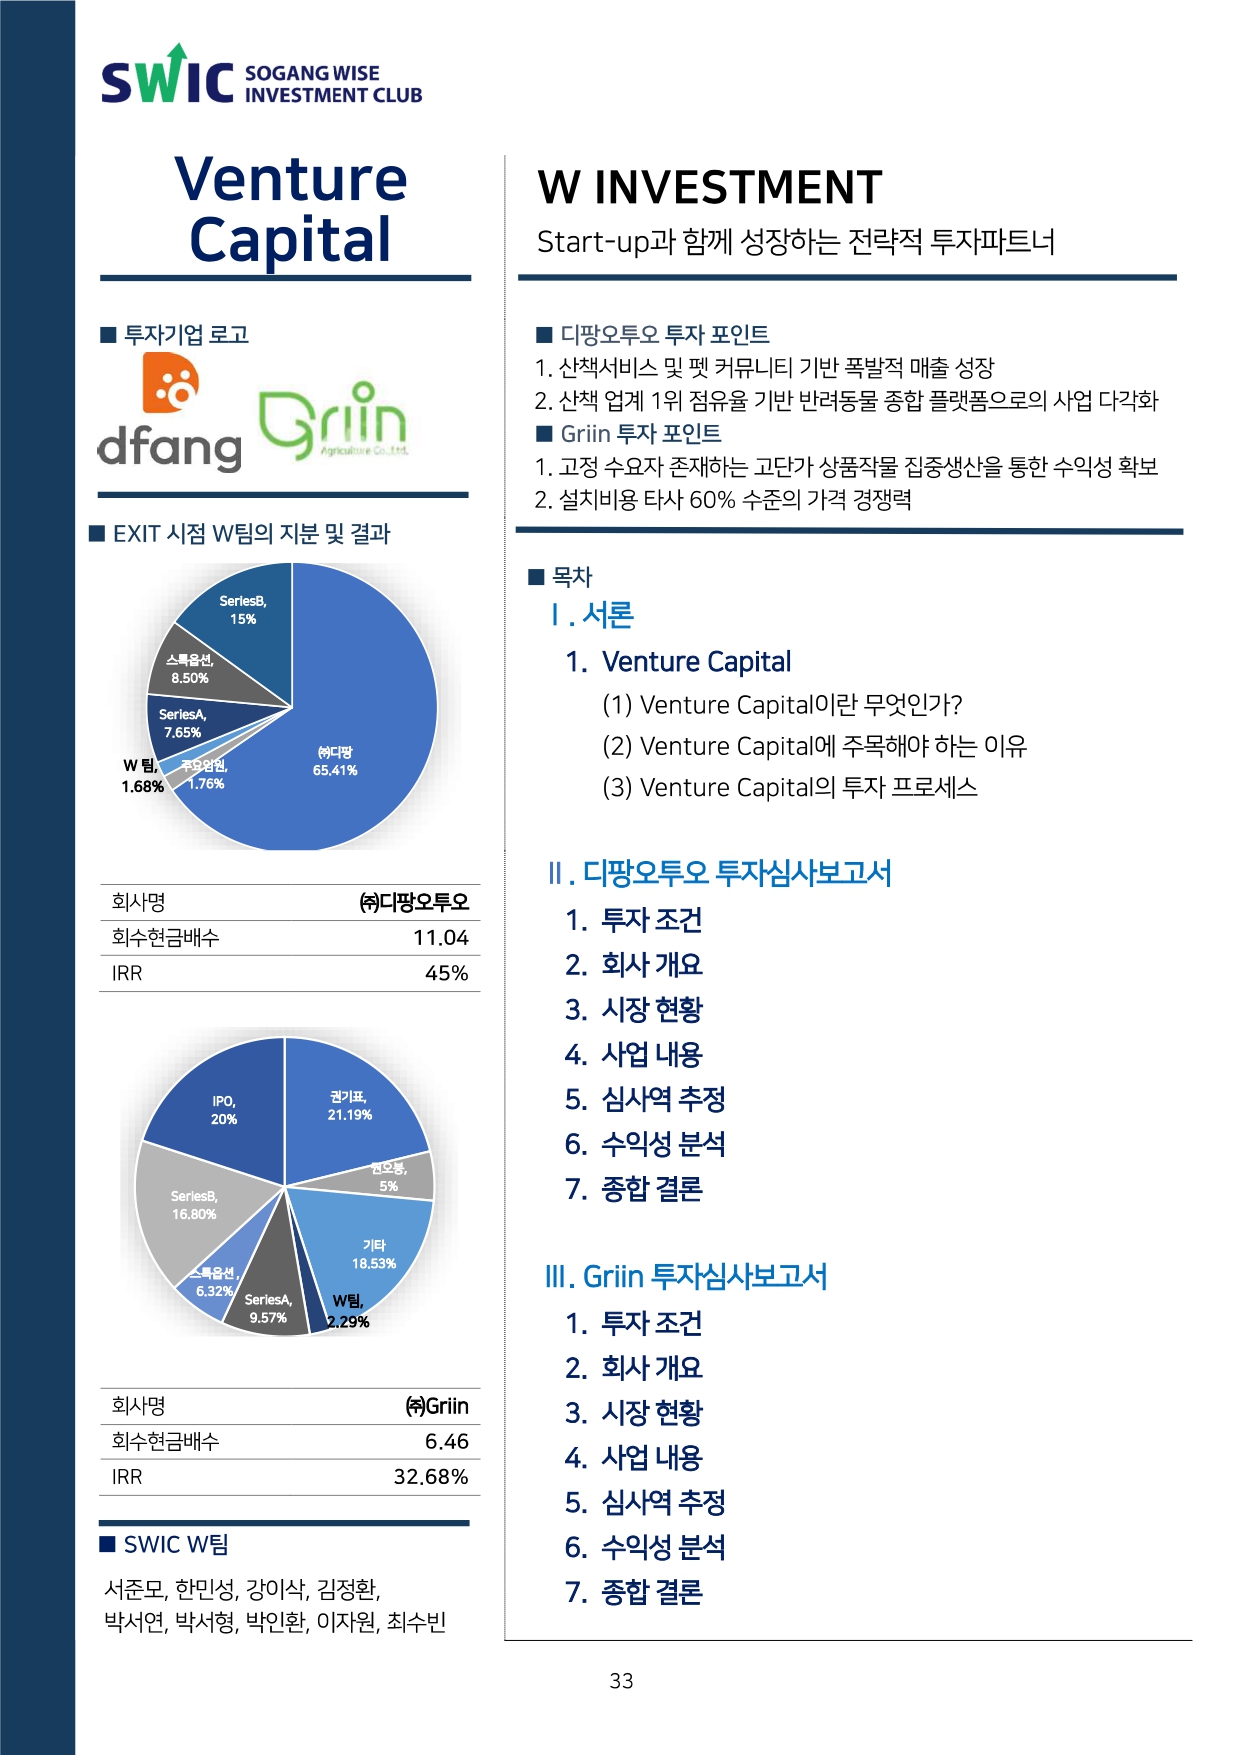 SWIC SOGANG WISE
INVESTMENT CLUB
Venture
Capital
■ 투자기업 로고
dfang
Griin
Agriculture Co.,Ltd.
■ EXIT 시점 W팀의 지분 및 결과
SeriesB,
15%
스톡옵션,
8.50%
SeriesA,
7.65%
W 팀,
1.68%
주요임원,
1.76%
㈜디팡
65.41%
회사명 ㈜디팡오투오
회수현금배수 11.04
IRR 45%
IPO,
20%
권기표,
21.19%
권오봉,
5%
SeriesB,
16.80%
기타
18.53%
스톡옵션,
6.32%
SeriesA,
9.57%
W팀,
2.29%
회사명 ㈜Griin
회수현금배수 6.46
IRR 32.68%
■ SWIC W팀
서준모, 한민성, 강이삭, 김정환,
박서연, 박서형, 박인환, 이자원, 최수빈
W INVESTMENT
Start-up과 함께 성장하는 전략적 투자파트너
■ 디팡오투오 투자 포인트
1. 산책서비스 및 펫 커뮤니티 기반 폭발적 매출 성장
2. 산책 업계 1위 점유율 기반 반려동물 종합 플랫폼으로의 사업 다각화
■ Griin 투자 포인트
1. 고정 수요자 존재하는 고단가 상품작물 집중생산을 통한 수익성 확보
2. 설치비용 타사 60% 수준의 가격 경쟁력
■ 목차
Ⅰ. 서론
1. Venture Capital
(1) Venture Capital이란 무엇인가?
(2) Venture Capital에 주목해야 하는 이유
(3) Venture Capital의 투자 프로세스
Ⅱ. 디팡오투오 투자심사보고서
1. 투자 조건
2. 회사 개요
3. 시장 현황
4. 사업 내용
5. 심사역 추정
6. 수익성 분석
7. 종합 결론
Ⅲ. Griin 투자심사보고서
1. 투자 조건
2. 회사 개요
3. 시장 현황
4. 사업 내용
5. 심사역 추정
6. 수익성 분석
7. 종합 결론
33